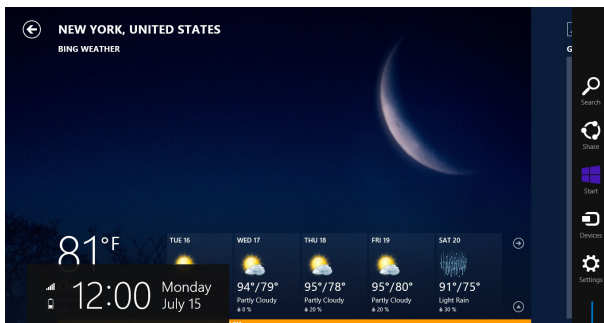 NEW YORK, UNITED STATES
BING WEATHER
G
Search
Share
Start
Devices
Settings
81°F
TUE 16
WED 17
94°/79°
Partly Cloudy
0 %
THU 18
95°/78°
Partly Cloudy
20 %
FRI 19
95°/80°
Partly Cloudy
20 %
SAT 20
91°/75°
Light Rain
30 %
12:00
Monday
July 15